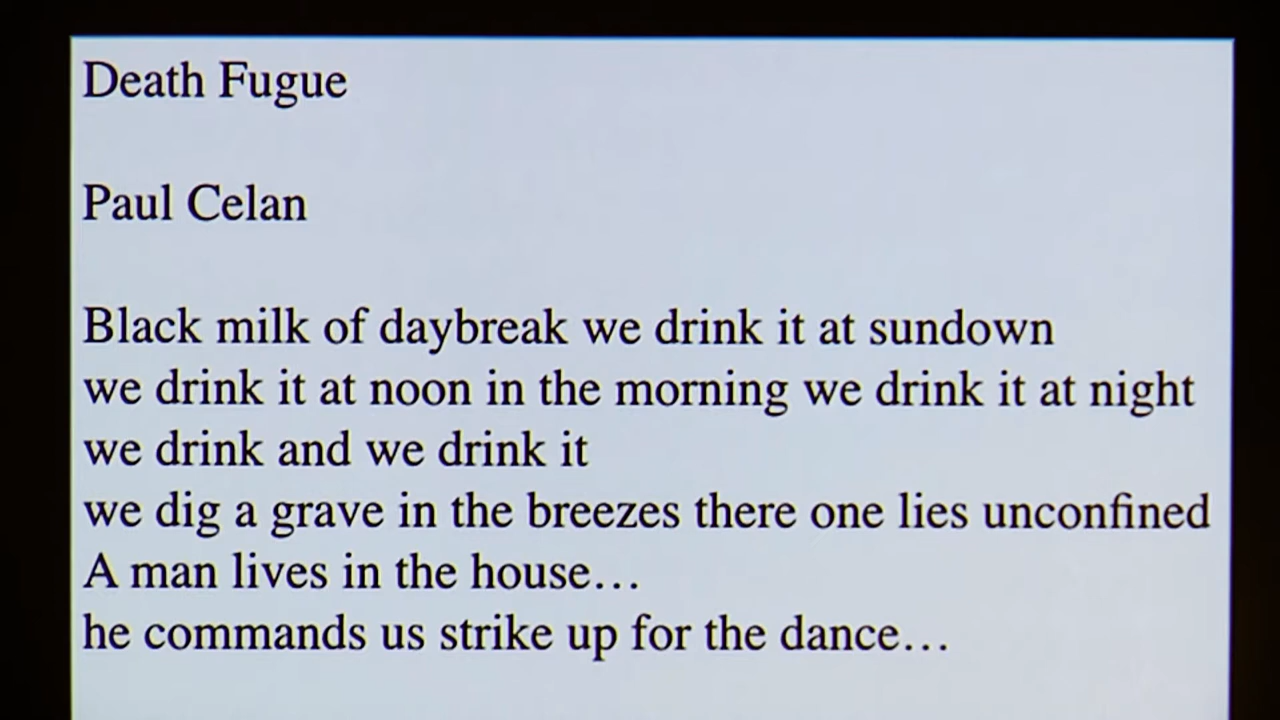 Death Fugue
Paul Celan
Black milk of daybreak we drink it at sundown
we drink it at noon in the morning we drink it at night
we drink and we drink it
we dig a grave in the breezes there one lies unconfined
A man lives in the house…
he commands us strike up for the dance…